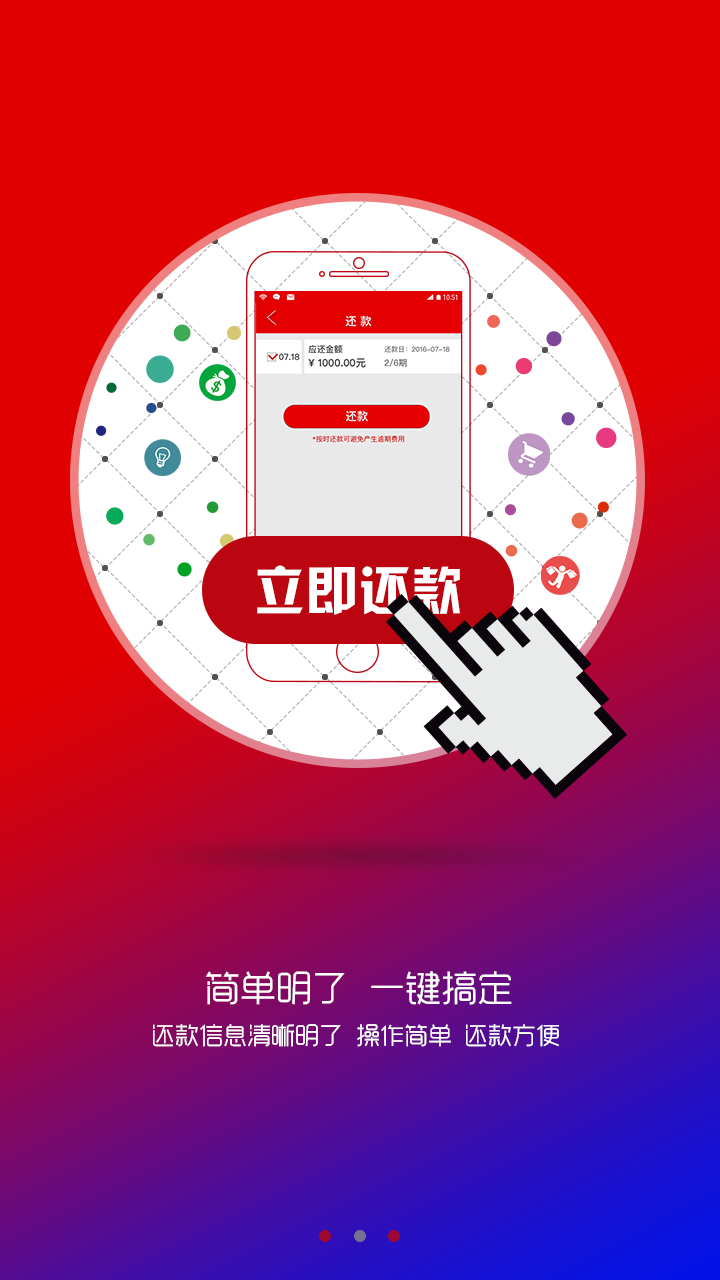 10:51
还 款
07.18 应还金额 还款日: 2016-07-18
¥ 1000.00元 2/6期
还款
*按时还款可避免产生逾期费用
立即还款
简单明了 一键搞定
还款信息清晰明了 操作简单 还款方便